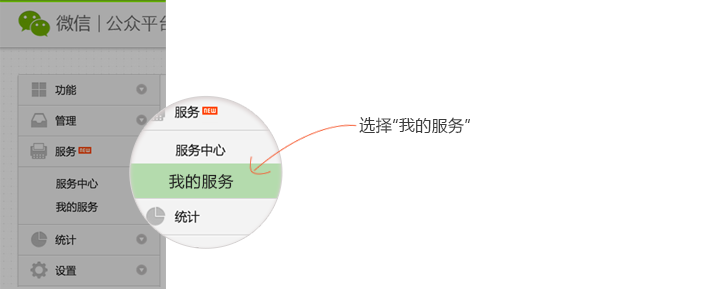 微信 | 公众平台
功能
管理
服务 NEW
服务中心
我的服务
统计
设置
服务 NEW
服务中心
我的服务
统计
选择“我的服务”